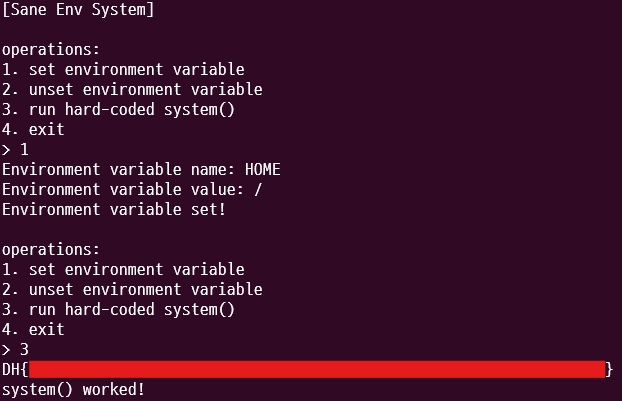 [Sane Env System]

operations:
1. set environment variable
2. unset environment variable
3. run hard-coded system()
4. exit
> 1
Environment variable name: HOME
Environment variable value: /
Environment variable set!

operations:
1. set environment variable
2. unset environment variable
3. run hard-coded system()
4. exit
> 3
DH{}
system() worked!